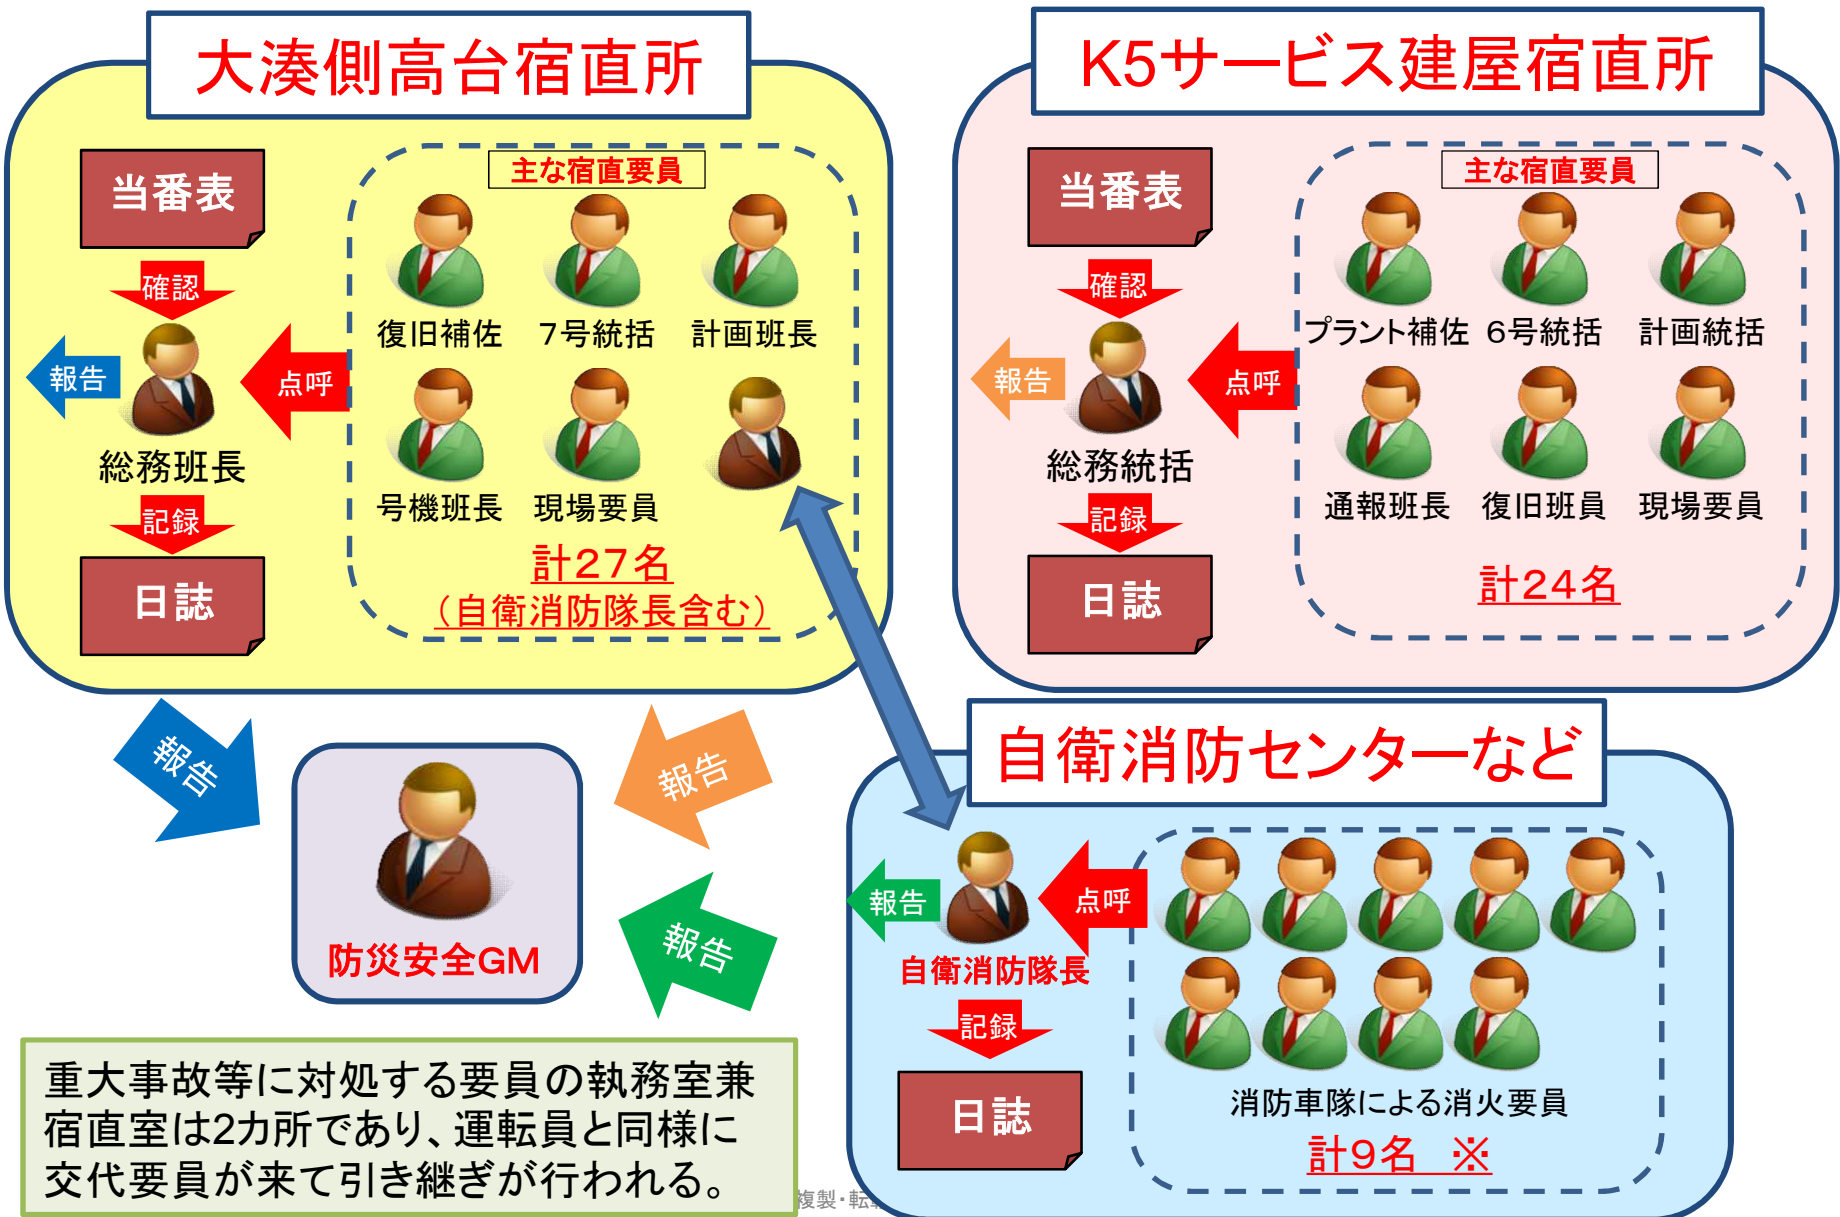 大湊側高台宿直所
当番表
確認
報告
総務班長
記録
日誌
点呼
主な宿直要員
復旧補佐
7号統括
計画班長
号機班長
現場要員
計27名
(自衛消防隊長含む)
K5サービス建屋宿直所
当番表
確認
報告
総務統括
記録
日誌
点呼
主な宿直要員
プラント補佐
6号統括
計画統括
通報班長
復旧班員
現場要員
計24名
報告
報告
報告
防災安全GM
自衛消防センターなど
報告
点呼
自衛消防隊長
記録
日誌
消防車隊による消火要員
計9名 ※
重大事故等に対処する要員の執務室兼
宿直室は2カ所であり、運転員と同様に
交代要員が来て引き継ぎが行われる。
複製・転